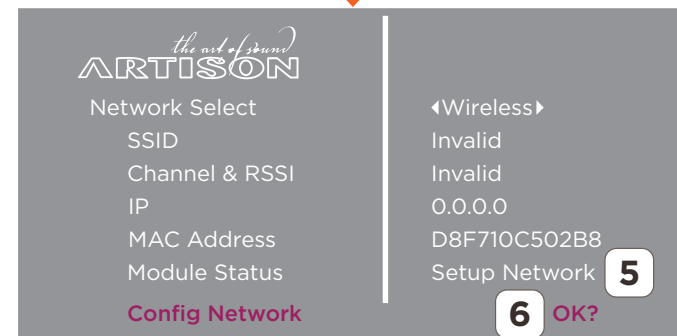 the art of sound
ARTISON
Network Select ◂Wireless▸
SSID Invalid
Channel & RSSI Invalid
IP 0.0.0.0
MAC Address D8F710C502B8
Module Status Setup Network 5
Config Network 6 OK?